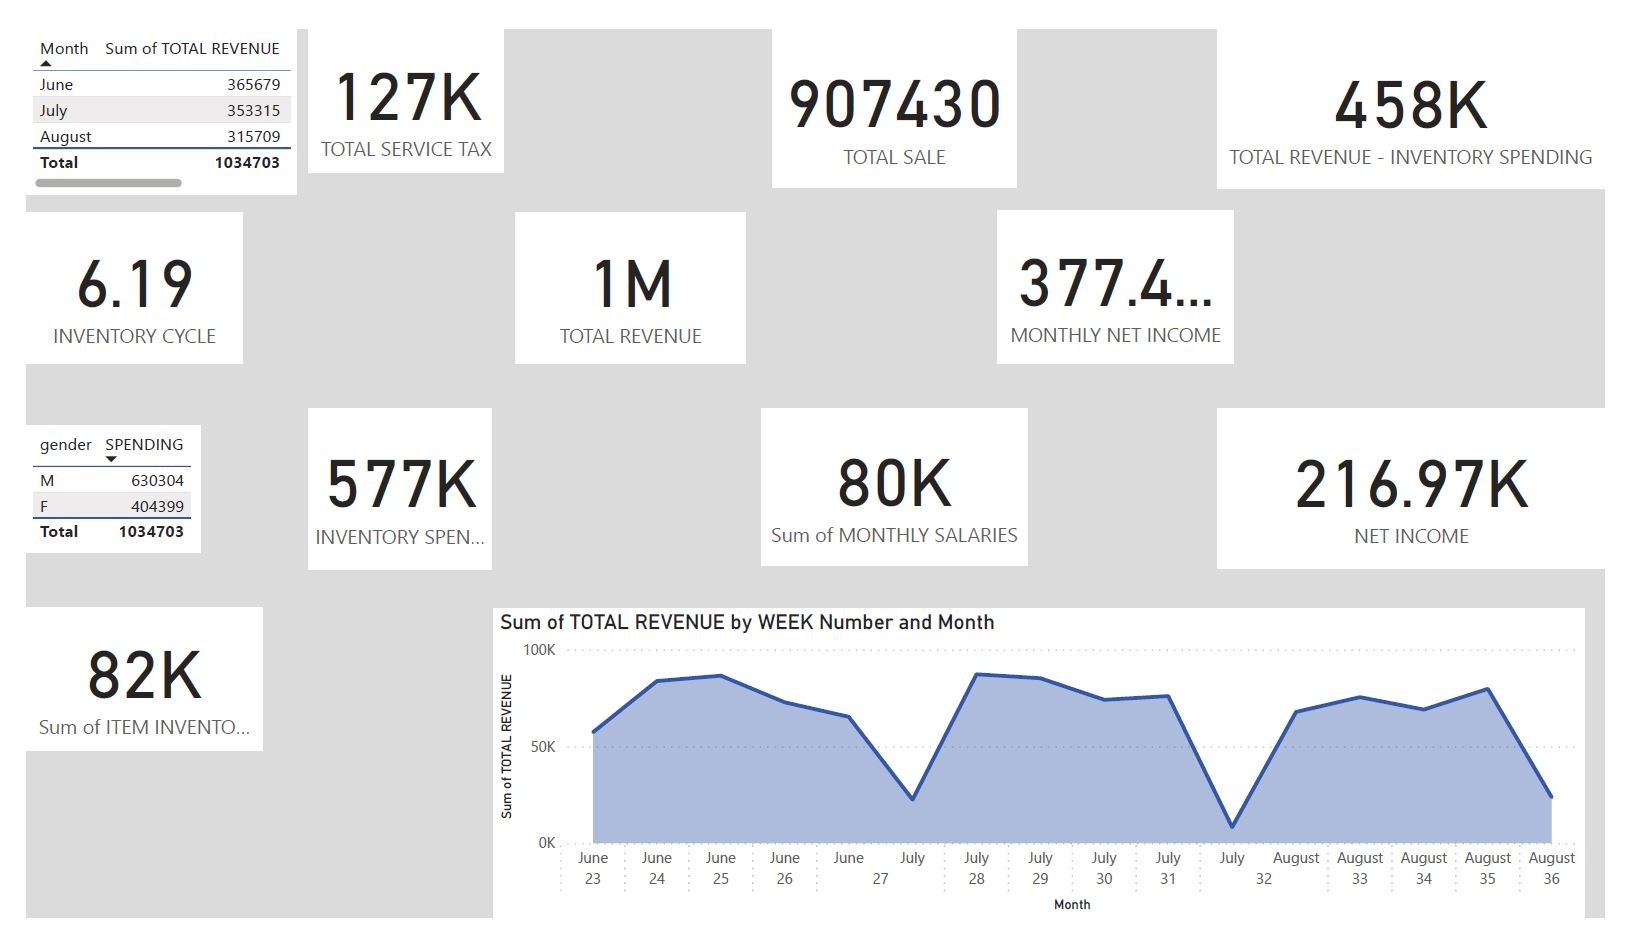 Month Sum of TOTAL REVENUE
June 365679
July 353315
August 315709
Total 1034703
127K
TOTAL SERVICE TAX
907430
TOTAL SALE
458K
TOTAL REVENUE - INVENTORY SPENDING
6.19
INVENTORY CYCLE
1M
TOTAL REVENUE
377.4...
MONTHLY NET INCOME
gender SPENDING
M 630304
F 404399
Total 1034703
577K
INVENTORY SPEN...
80K
Sum of MONTHLY SALARIES
216.97K
NET INCOME
82K
Sum of ITEM INVENTO...
Sum of TOTAL REVENUE by WEEK Number and Month
Sum of TOTAL REVENUE
100K
50K
0K
June June June June June July July July July July July August August August August August
23 24 25 26 27 28 29 30 31 32 33 34 35 36
Month